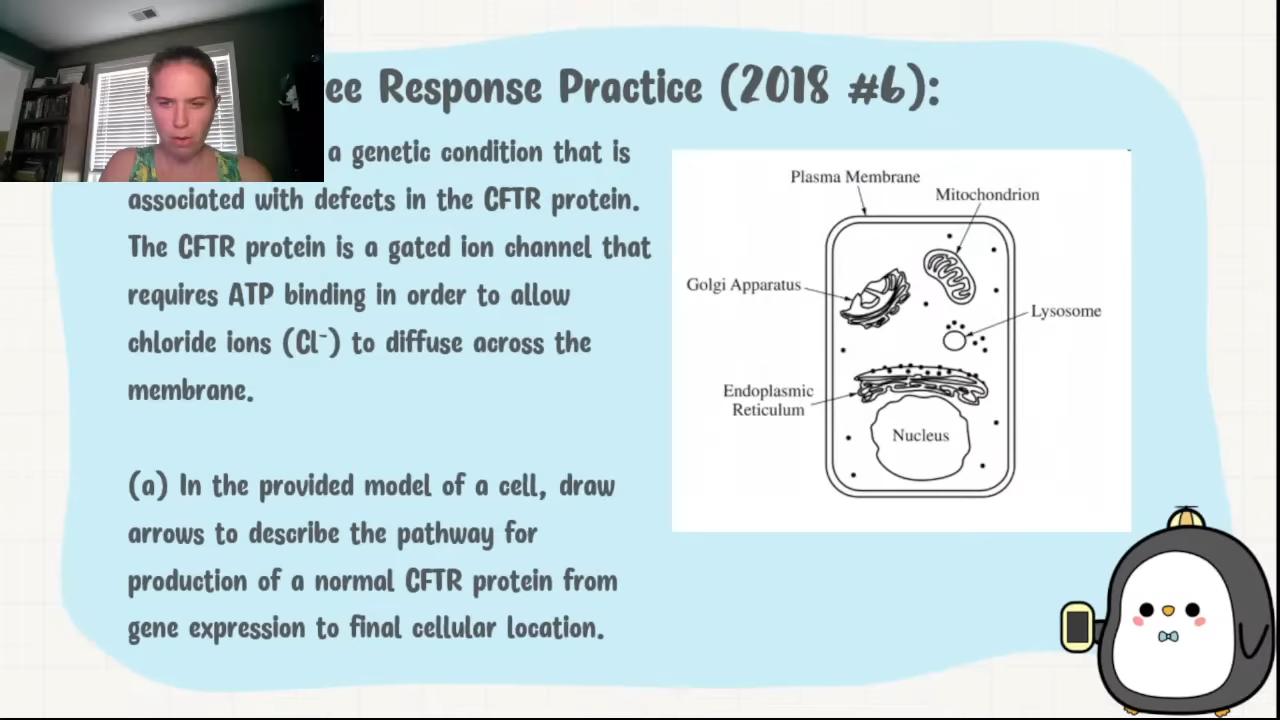 ee Response Practice (2018 #6):
a genetic condition that is
associated with defects in the CFTR protein.
The CFTR protein is a gated ion channel that
requires ATP binding in order to allow
chloride ions (Cl⁻) to diffuse across the
membrane.
(a) In the provided model of a cell, draw
arrows to describe the pathway for
production of a normal CFTR protein from
gene expression to final cellular location.
Plasma Membrane
Mitochondrion
Golgi Apparatus
Lysosome
Endoplasmic
Reticulum
Nucleus